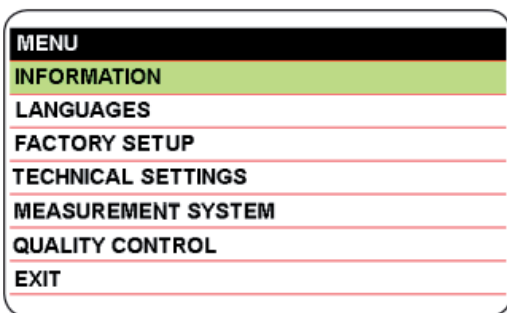 MENU
INFORMATION
LANGUAGES
FACTORY SETUP
TECHNICAL SETTINGS
MEASUREMENT SYSTEM
QUALITY CONTROL
EXIT